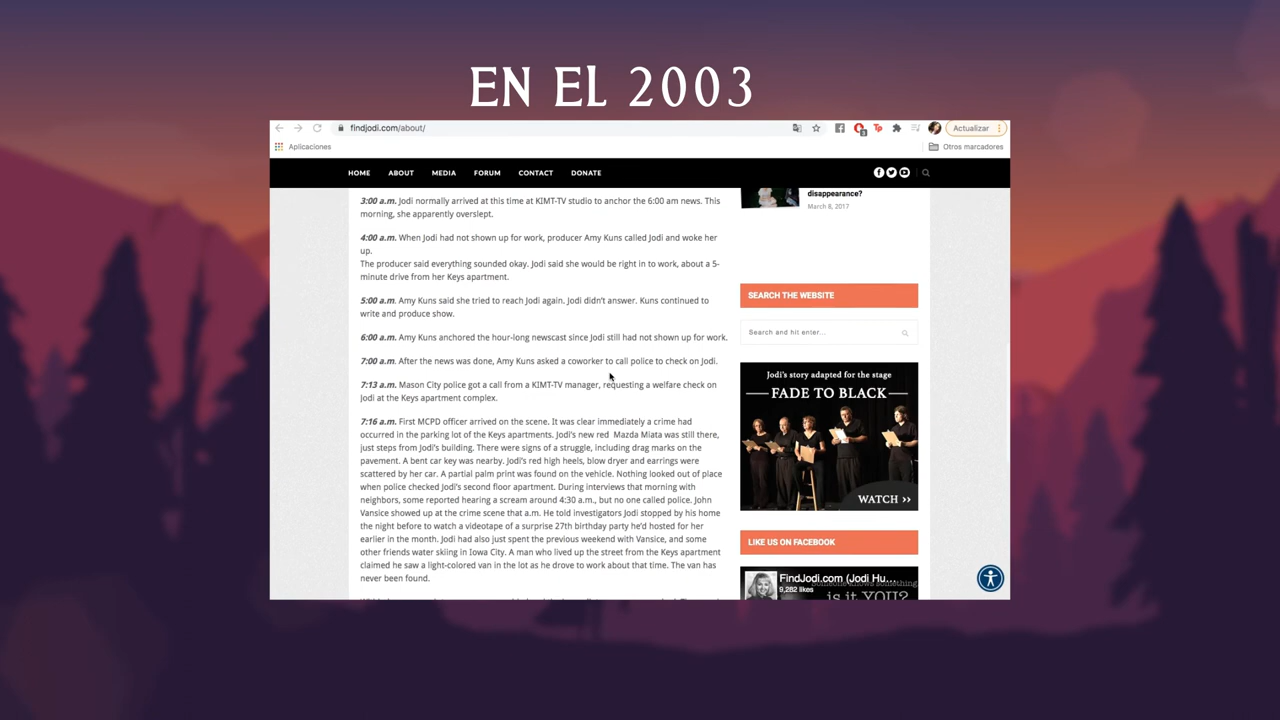 EN EL 2003
findjodi.com/about/
Actualizar
Aplicaciones
Otros marcadores
HOME ABOUT MEDIA FORUM CONTACT DONATE
3:00 a.m. Jodi normally arrived at this time at KIMT-TV studio to anchor the 6:00 am news. This
morning, she apparently overslept.
4:00 a.m. When Jodi had not shown up for work, producer Amy Kuns called Jodi and woke her
up.
The producer said everything sounded okay. Jodi said she would be right in to work, about a 5-
minute drive from her Keys apartment.
5:00 a.m. Amy Kuns said she tried to reach Jodi again. Jodi didn't answer. Kuns continued to
write and produce show.
6:00 a.m. Amy Kuns anchored the hour-long newscast since Jodi still had not shown up for work.
7:00 a.m. After the news was done, Amy Kuns asked a coworker to call police to check on Jodi.
7:13 a.m. Mason City police got a call from a KIMT-TV manager, requesting a welfare check on
Jodi at the Keys apartment complex.
7:16 a.m. First MCPD officer arrived on the scene. It was clear immediately a crime had
occurred in the parking lot of the Keys apartments. Jodi's new red Mazda Miata was still there,
just steps from Jodi's building. There were signs of a struggle, including drag marks on the
pavement. A bent car key was nearby. Jodi's red high heels, blow dryer and earrings were
scattered by her car. A partial palm print was found on the vehicle. Nothing looked out of place
when police checked Jodi's second floor apartment. During interviews that morning with
neighbors, some reported hearing a scream around 4:30 a.m., but no one called police. John
Vansice showed up at the crime scene that a.m. He told investigators Jodi stopped by his home
the night before to watch a videotape of a surprise 27th birthday party he'd hosted for her
earlier in the month. Jodi had also just spent the previous weekend with Vansice, and some
other friends water skiing in Iowa City. A man who lived up the street from the Keys apartment
claimed he saw a light-colored van in the lot as he drove to work about that time. The van has
never been found.
disappearance?
March 8, 2017
SEARCH THE WEBSITE
Search and hit enter...
Jodi's story adapted for the stage
FADE TO BLACK
WATCH >>
LIKE US ON FACEBOOK
FindJodi.com (Jodi Hu...
9,282 likes
is it YOU?